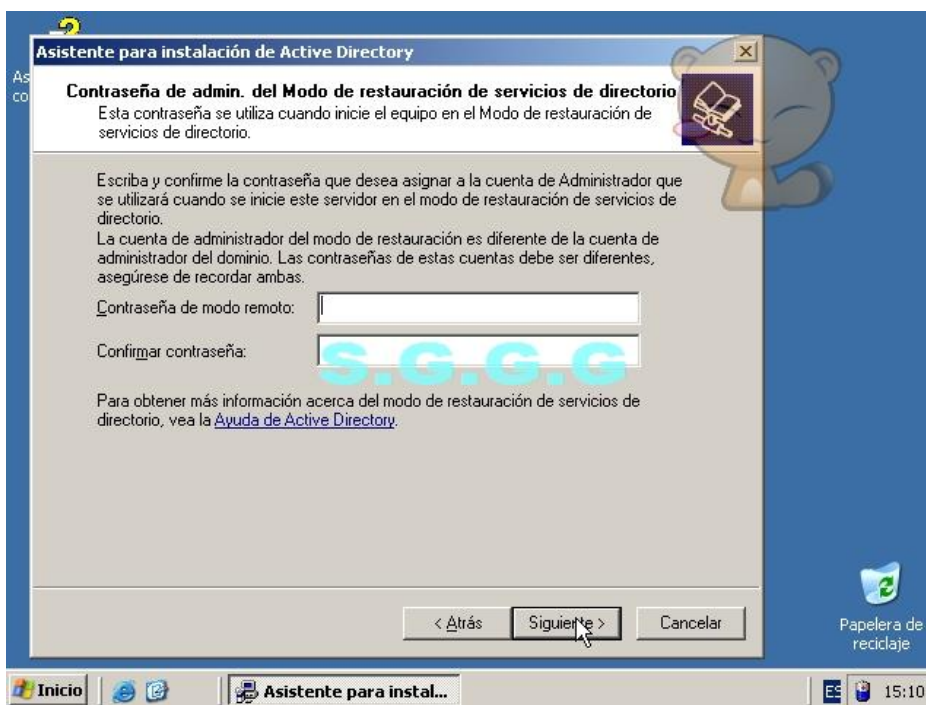 Asistente para instalación de Active Directory
As
co
Contraseña de admin. del Modo de restauración de servicios de directorio
Esta contraseña se utiliza cuando inicie el equipo en el Modo de restauración de
servicios de directorio.
Escriba y confirme la contraseña que desea asignar a la cuenta de Administrador que
se utilizará cuando se inicie este servidor en el modo de restauración de servicios de
directorio.
La cuenta de administrador del modo de restauración es diferente de la cuenta de
administrador del dominio. Las contraseñas de estas cuentas debe ser diferentes,
asegúrese de recordar ambas.
Contraseña de modo remoto:
Confirmar contraseña:
S.G.G.G
Para obtener más información acerca del modo de restauración de servicios de
directorio, vea la Ayuda de Active Directory.
< Atrás Siguiente > Cancelar
Papelera de
reciclaje
Inicio Asistente para instal... ES 15:10